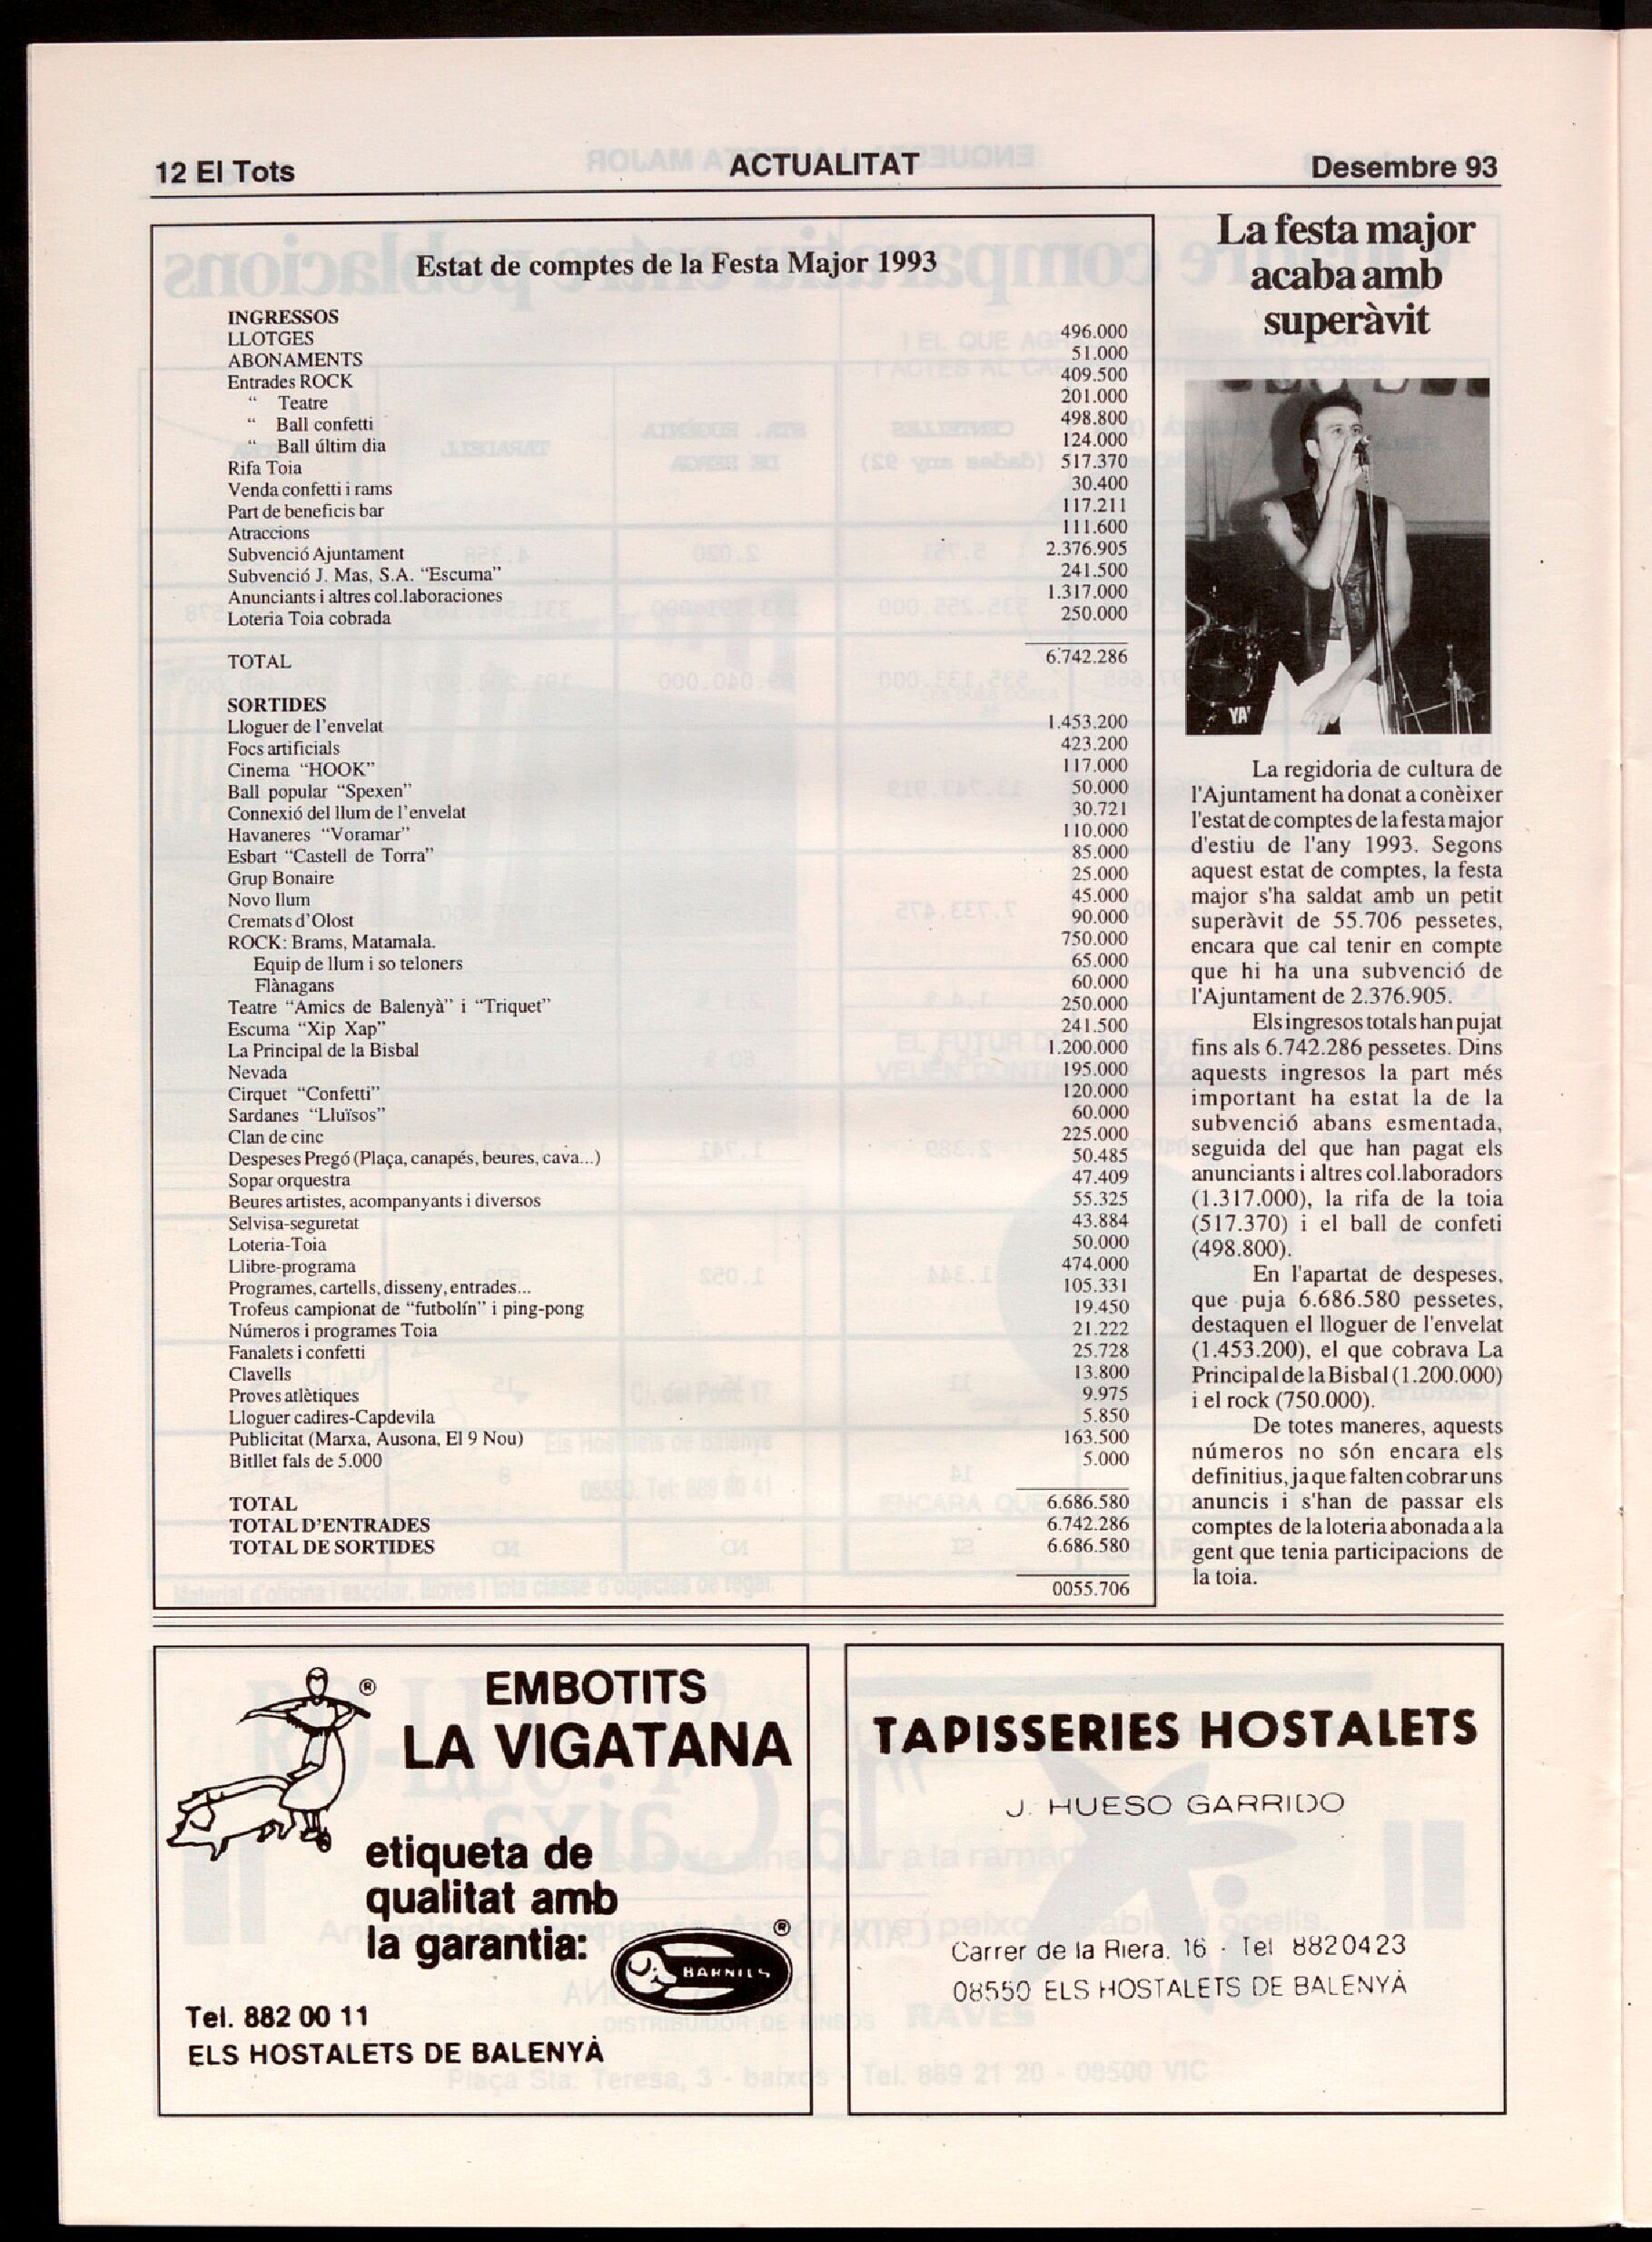 12 El Tots
ACTUALITAT
Desembre 93
Estat de comptes de la Festa Major 1993
INGRESSOS
LLOTGES 496.000
ABONAMENTS 51.000
Entrades ROCK 409.500
“ Teatre 201.000
“ Ball confetti 498.800
“ Ball últim dia 124.000
Rifa Toia 517.370
Venda confetti i rams 30.400
Part de beneficis bar 117.211
Atraccions 111.600
Subvenció Ajuntament 2.376.905
Subvenció J. Mas, S.A. “Escuma” 241.500
Anunciants i altres col.laboraciones 1.317.000
Loteria Toia cobrada 250.000
TOTAL 6.742.286
SORTIDES
Lloguer de l’envelat 1.453.200
Focs artificials 423.200
Cinema “HOOK” 117.000
Ball popular “Spexen” 50.000
Connexió del llum de l’envelat 30.721
Havaneres “Voramar” 110.000
Esbart “Castell de Torra” 85.000
Grup Bonaire 25.000
Novo llum 45.000
Cremats d’Olost 90.000
ROCK: Brams, Matamala. 750.000
Equip de llum i so teloners 65.000
Flànagans 60.000
Teatre “Amics de Balenyà” i “Triquet” 250.000
Escuma “Xip Xap” 241.500
La Principal de la Bisbal 1.200.000
Nevada 195.000
Cirquet “Confetti” 120.000
Sardanes “Lluïsos” 60.000
Clan de cinc 225.000
Despeses Pregó (Plaça, canapés, beures, cava...) 50.485
Sopar orquestra 47.409
Beures artistes, acompanyants i diversos 55.325
Selvisa-seguretat 43.884
Loteria-Toia 50.000
Llibre-programa 474.000
Programes, cartells, disseny, entrades... 105.331
Trofeus campionat de “futbolín” i ping-pong 19.450
Números i programes Toia 21.222
Fanalets i confetti 25.728
Clavells 13.800
Proves atlètiques 9.975
Lloguer cadires-Capdevila 5.850
Publicitat (Marxa, Ausona, El 9 Nou) 163.500
Bitllet fals de 5.000 5.000
TOTAL 6.686.580
TOTAL D’ENTRADES 6.742.286
TOTAL DE SORTIDES 6.686.580
0055.706
La festa major
acaba amb
superàvit
YA'
La regidoria de cultura de
l'Ajuntament ha donat a conèixer
l'estat de comptes de la festa major
d'estiu de l'any 1993. Segons
aquest estat de comptes, la festa
major s'ha saldat amb un petit
superàvit de 55.706 pessetes,
encara que cal tenir en compte
que hi ha una subvenció de
l'Ajuntament de 2.376.905.
Els ingresos totals han pujat
fins als 6.742.286 pessetes. Dins
aquests ingresos la part més
important ha estat la de la
subvenció abans esmentada,
seguida del que han pagat els
anunciants i altres col.laboradors
(1.317.000), la rifa de la toia
(517.370) i el ball de confeti
(498.800).
En l'apartat de despeses,
que puja 6.686.580 pessetes,
destaquen el lloguer de l'envelat
(1.453.200), el que cobrava La
Principal de la Bisbal (1.200.000)
i el rock (750.000).
De totes maneres, aquests
números no són encara els
definitius, ja que falten cobrar uns
anuncis i s'han de passar els
comptes de la loteria abonada a la
gent que tenia participacions de
la toia.
®
EMBOTITS
LA VIGATANA
etiqueta de
qualitat amb
la garantia:
®
BARNILS
Tel. 882 00 11
ELS HOSTALETS DE BALENYÀ
TAPISSERIES HOSTALETS
J. HUESO GARRIDO
Carrer de la Riera, 16 - Tel 8820423
08550 ELS HOSTALETS DE BALENYÀ